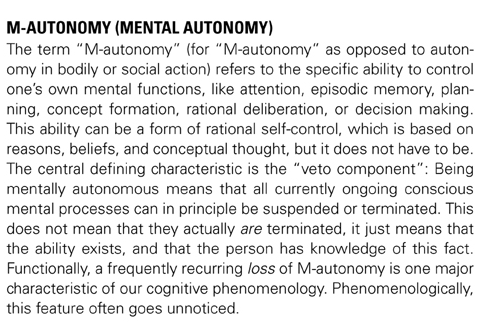 M-AUTONOMY (MENTAL AUTONOMY)
The term “M-autonomy” (for “M-autonomy” as opposed to auton-
omy in bodily or social action) refers to the specific ability to control
one’s own mental functions, like attention, episodic memory, plan-
ning, concept formation, rational deliberation, or decision making.
This ability can be a form of rational self-control, which is based on
reasons, beliefs, and conceptual thought, but it does not have to be.
The central defining characteristic is the “veto component”: Being
mentally autonomous means that all currently ongoing conscious
mental processes can in principle be suspended or terminated. This
does not mean that they actually are terminated, it just means that
the ability exists, and that the person has knowledge of this fact.
Functionally, a frequently recurring loss of M-autonomy is one major
characteristic of our cognitive phenomenology. Phenomenologically,
this feature often goes unnoticed.